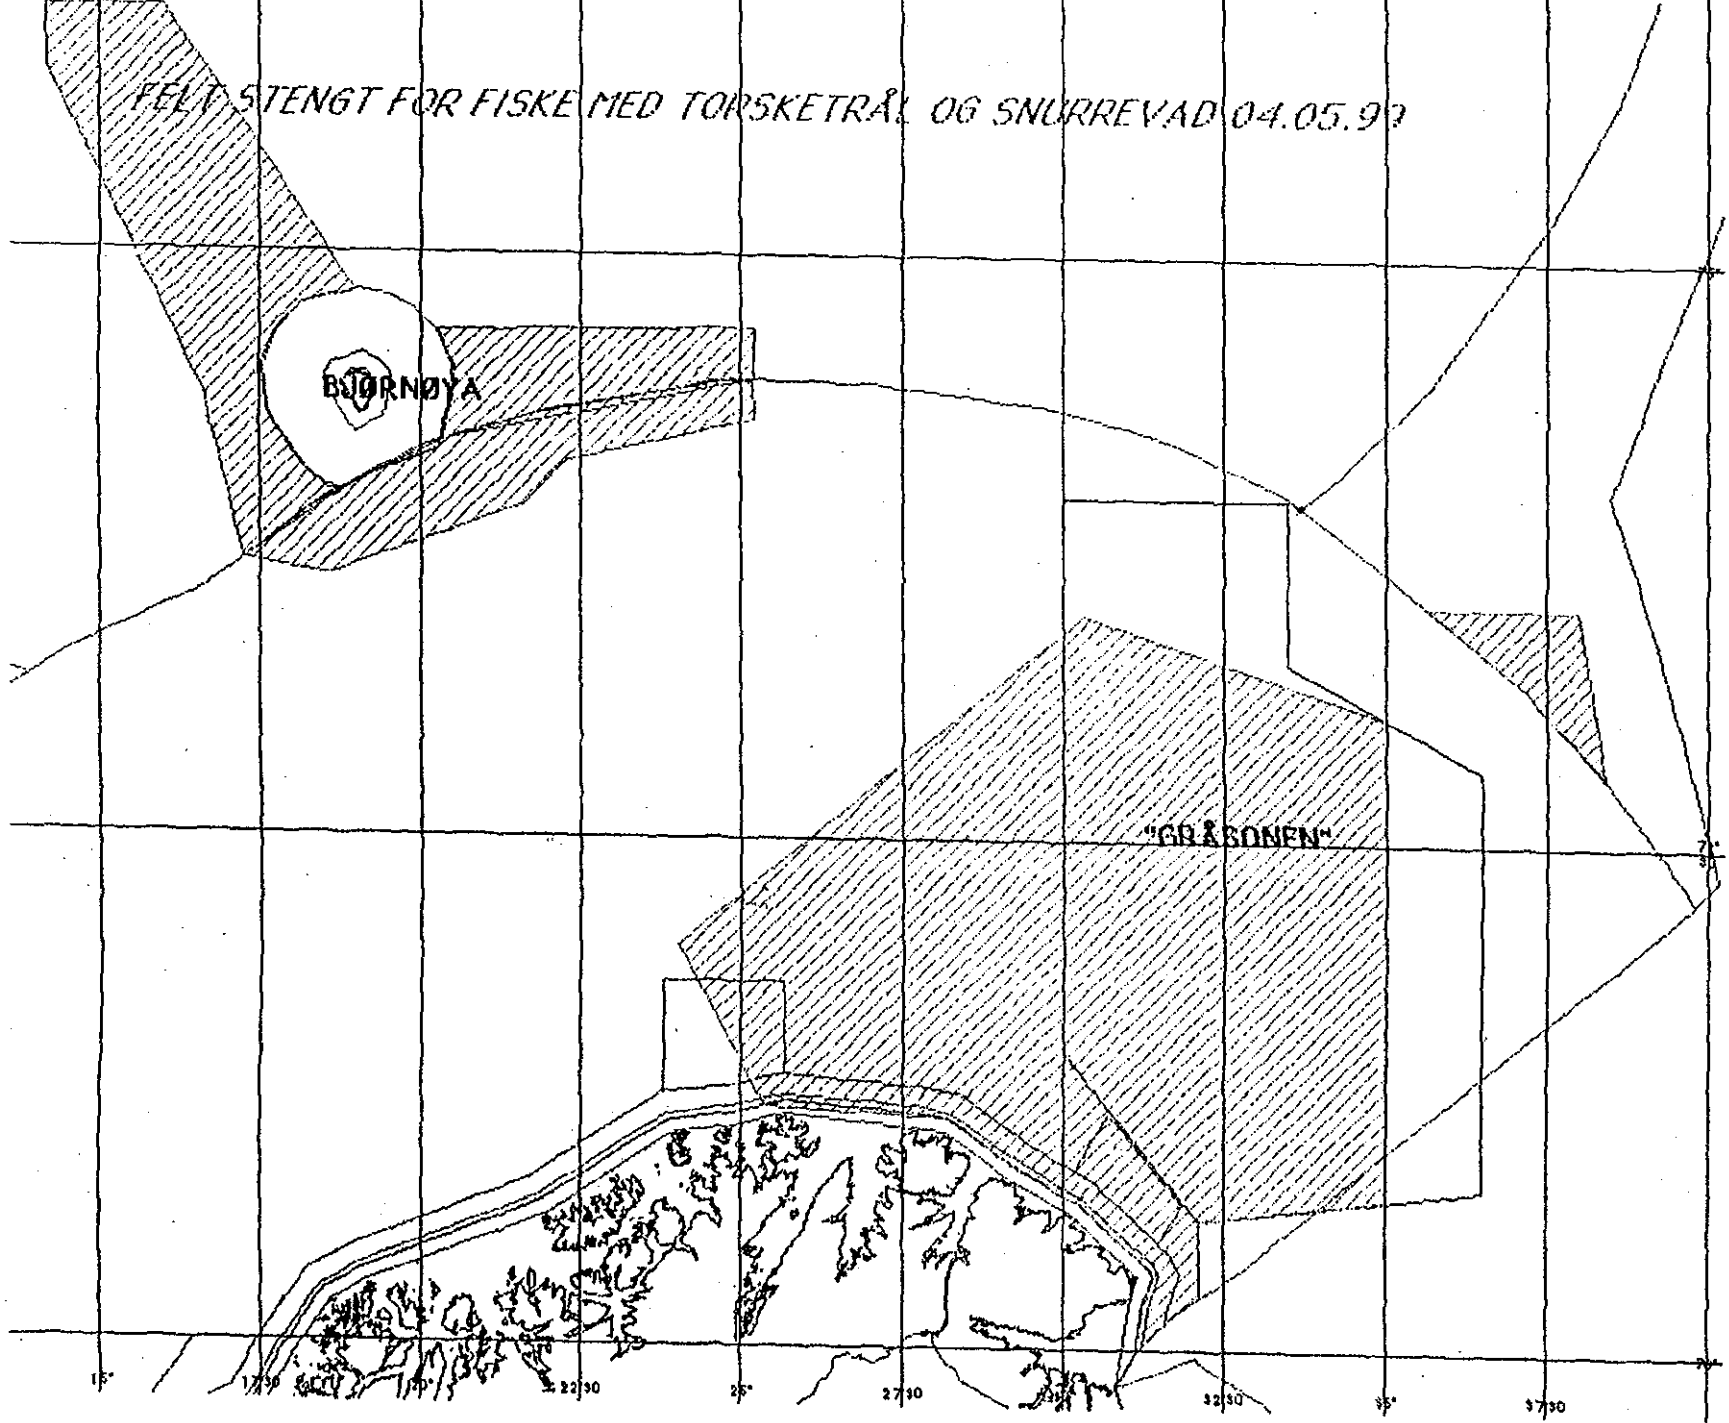 FELT STENGT FOR FISKE MED TORSKETRÅL OG SNURREVAD 04.05.99
BJØRNØYA
"GRÅSONEN"
15° 17°30 20° 22°30 25° 27°30 32°30 35° 37°30